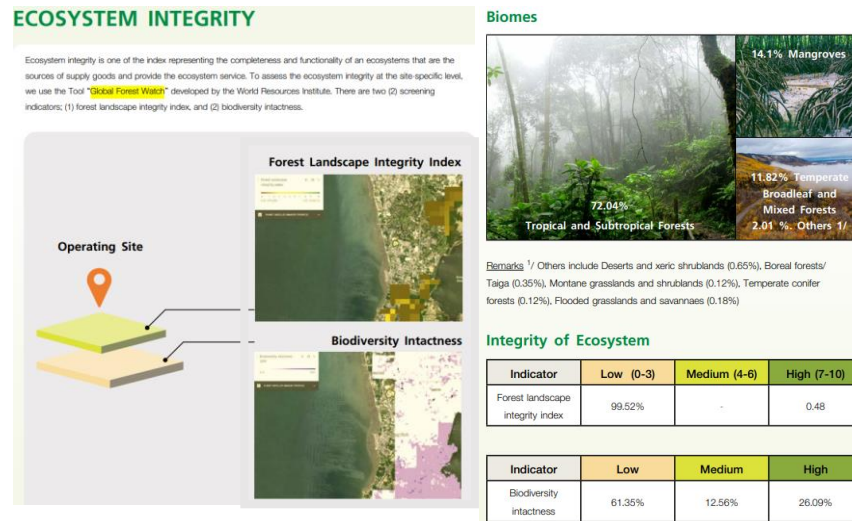 ECOSYSTEM INTEGRITY
Ecosystem integrity is one of the index representing the completeness and functionality of an ecosystems that are the
sources of supply goods and provide the ecosystem service. To assess the ecosystem integrity at the site-specific level,
we use the Tool "Global Forest Watch" developed by the World Resources Institute. There are two (2) screening
indicators; (1) forest landscape integrity index, and (2) biodiversity intactness.
Operating Site
Forest Landscape Integrity Index
Biodiversity Intactness
Biomes
72.04%
Tropical and Subtropical Forests
14.1% Mangroves
11.82% Temperate
Broadleaf and
Mixed Forests
2.01 %. Others 1/
Remarks 1/ Others include Deserts and xeric shrublands (0.65%), Boreal forests/
Taiga (0.35%), Montane grasslands and shrublands (0.12%), Temperate conifer
forests (0.12%), Flooded grasslands and savannaes (0.18%)
Integrity of Ecosystem
Indicator Low (0-3) Medium (4-6) High (7-10)
Forest landscape
integrity index 99.52% - 0.48
Indicator Low Medium High
Biodiversity
intactness 61.35% 12.56% 26.09%